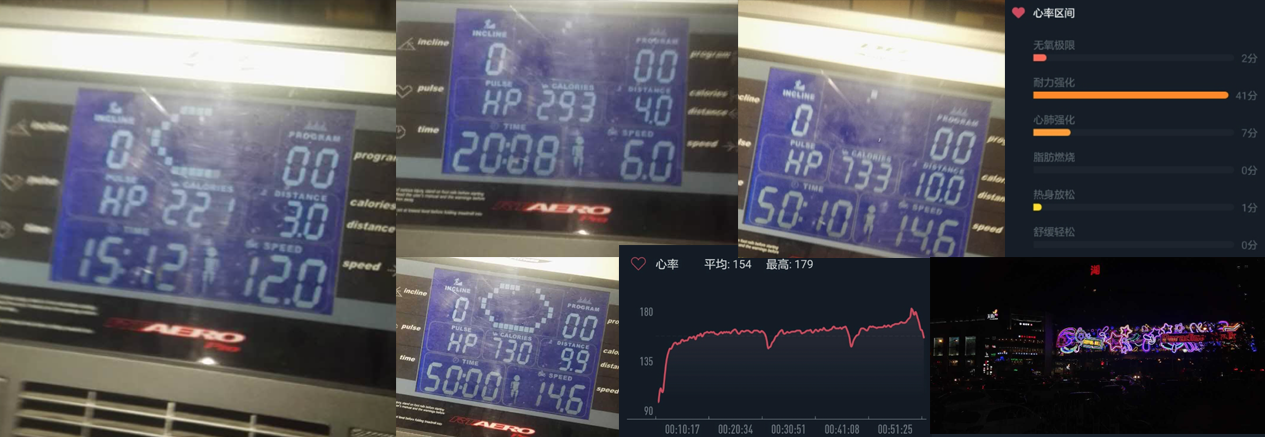 INCLINE
PROGRAM
0
00
PULSE
CALORIES
DISTANCE
HP
221
3.0
TIME
SPEED
15:12
12.0
incline
pulse
time
calories
distance
speed
AERO
Pro
INCLINE
PROGRAM
0
00
PULSE
CALORIES
DISTANCE
HP
293
4.0
TIME
SPEED
20:08
6.0
incline
pulse
time
program
calories
distance
speed
AERO
Pro
INCLINE
PROGRAM
0
00
PULSE
CALORIES
DISTANCE
HP
733
10.0
TIME
SPEED
50:10
14.6
心率区间
无氧极限
2分
耐力强化
41分
心肺强化
7分
脂肪燃烧
0分
热身放松
1分
舒缓轻松
0分
INCLINE
PROGRAM
0
00
PULSE
CALORIES
DISTANCE
HP
730
9.9
TIME
SPEED
50:00
14.6
incline
pulse
time
speed
AERO
心率 平均: 154 最高: 179
180
135
90
00:10:17 00:20:34 00:30:51 00:41:08 00:51:25